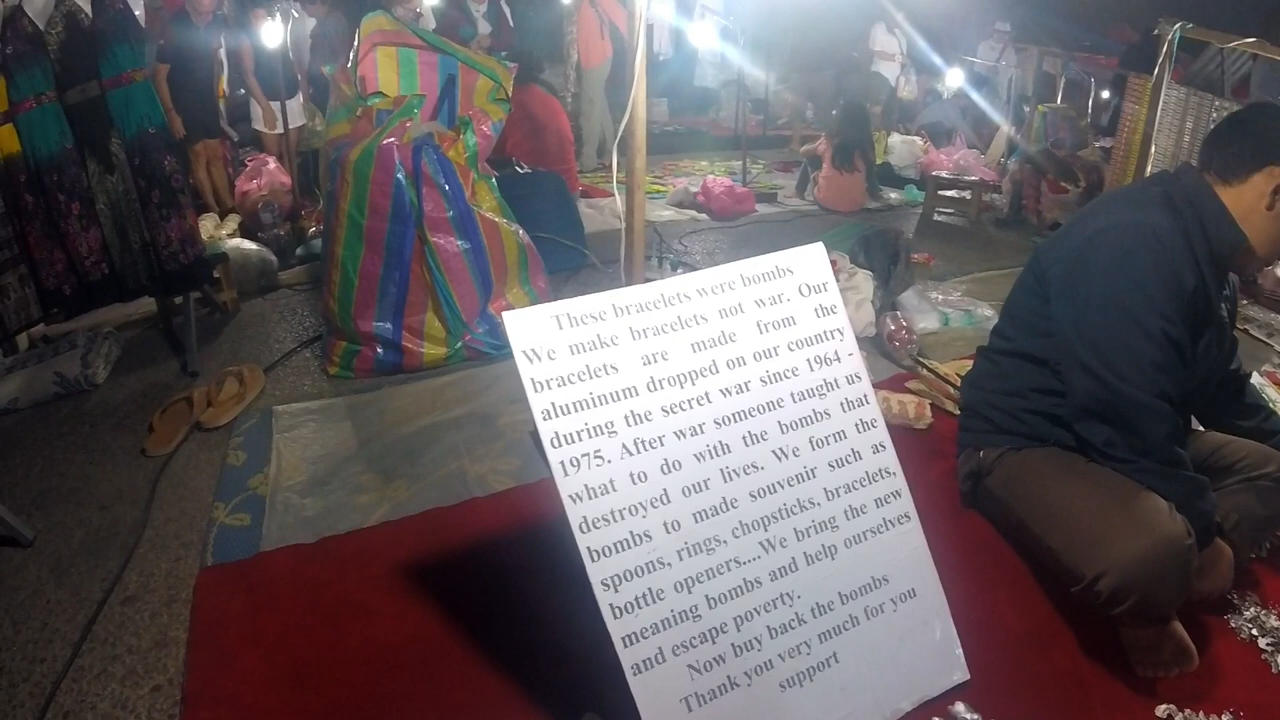 These bracelets were bombs
We make bracelets not war. Our
bracelets are made from the
aluminum dropped on our country
during the secret war since 1964 -
1975. After war someone taught us
what to do with the bombs that
destroyed our lives. We form the
bombs to made souvenir such as
spoons, rings, chopsticks, bracelets,
bottle openers....We bring the new
meaning bombs and help ourselves
and escape poverty.
Now buy back the bombs
Thank you very much for you
support